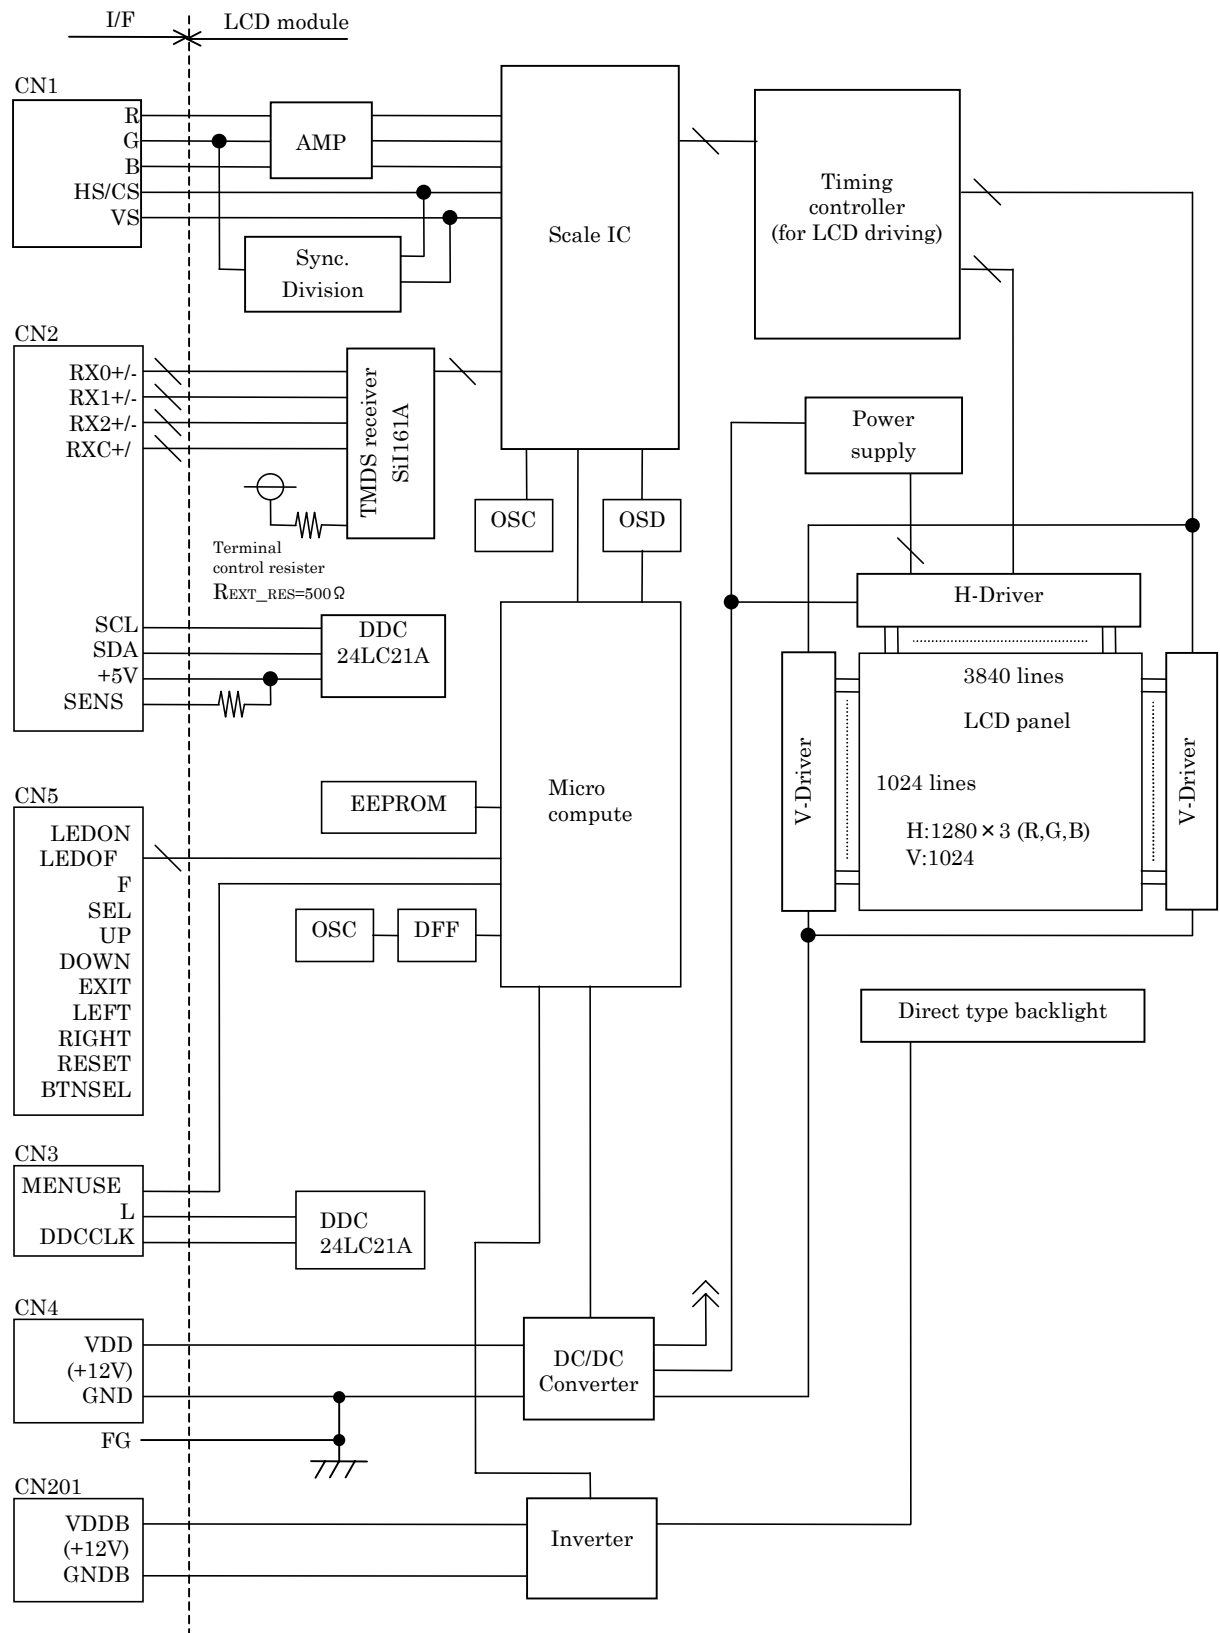 I/F
LCD module
CN1
R
G
B
HS/CS
VS
AMP
Sync.
Division
Scale IC
Timing
controller
(for LCD driving)
CN2
RX0+/-
RX1+/-
RX2+/-
RXC+/
TMDS receiver
SiI161A
Terminal
control resister
REXT_RES=500Ω
OSC
OSD
Power
supply
H-Driver
SCL
SDA
+5V
SENS
DDC
24LC21A
3840 lines
LCD panel
1024 lines
H:1280×3 (R,G,B)
V:1024
V-Driver
V-Driver
CN5
LEDON
LEDOF
F
SEL
UP
DOWN
EXIT
LEFT
RIGHT
RESET
BTNSEL
EEPROM
Micro
compute
OSC
DFF
Direct type backlight
CN3
MENUSE
L
DDCCLK
DDC
24LC21A
CN4
VDD
(+12V)
GND
FG
DC/DC
Converter
CN201
VDDB
(+12V)
GNDB
Inverter